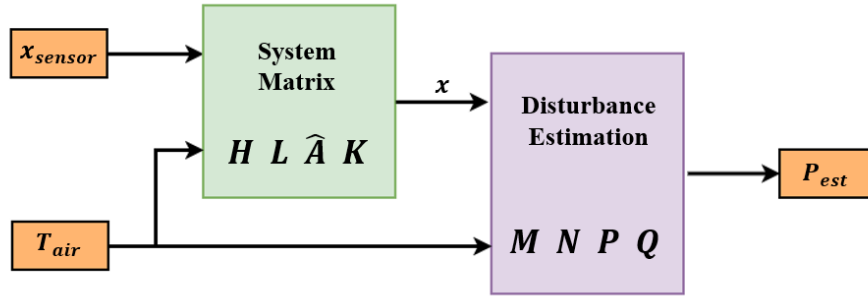 x_sensor
System
Matrix
H L Â K
x
Disturbance
Estimation
M N P Q
P_est
T_air